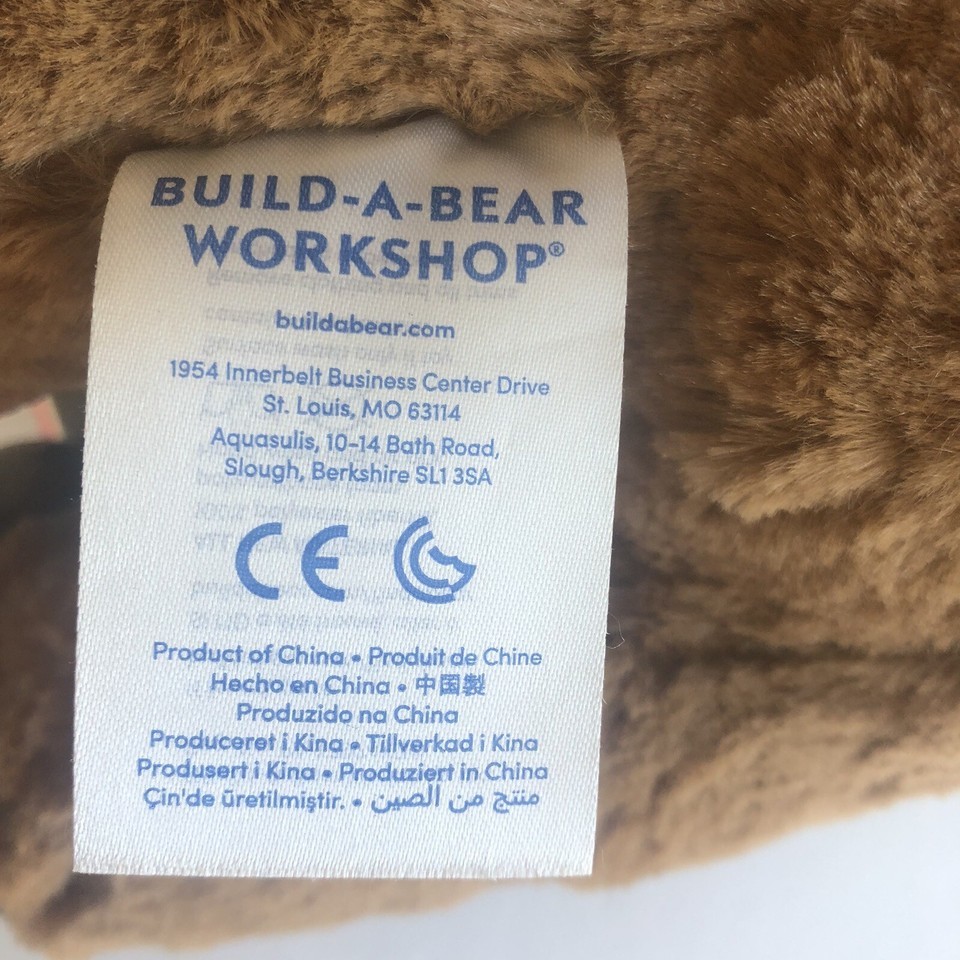 BUILD-A-BEAR
WORKSHOP®
buildabear.com
1954 Innerbelt Business Center Drive
St. Louis, MO 63114
Aquasulis, 10-14 Bath Road,
Slough, Berkshire SL1 3SA
CE
Product of China • Produit de Chine
Hecho en China • 中国製
Produzido na China
Produceret i Kina • Tillverkad i Kina
Produsert i Kina • Produziert in China
Çin'de üretilmiştir. • منتج من الصين